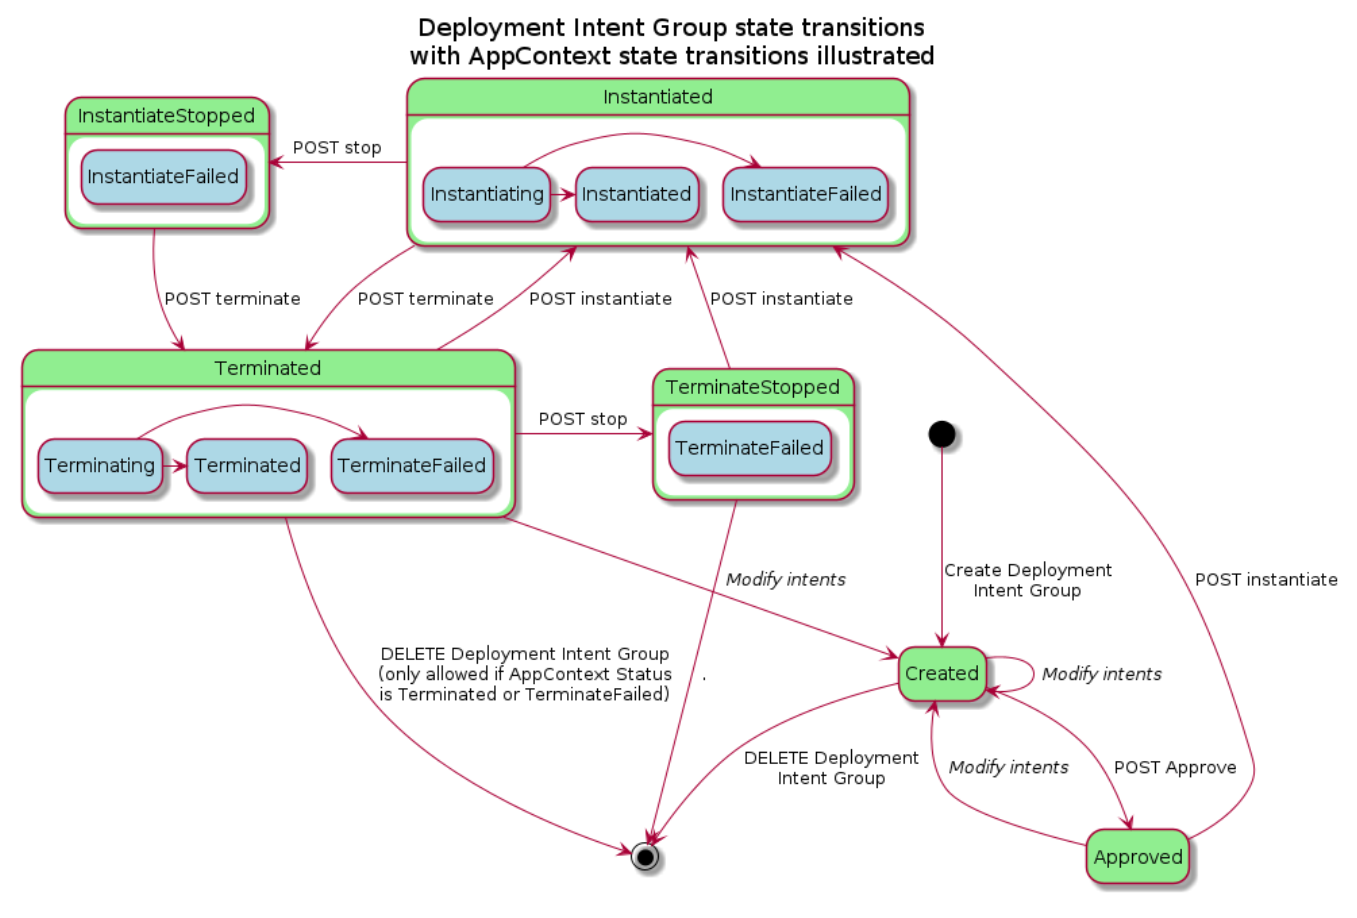 Deployment Intent Group state transitions
with AppContext state transitions illustrated
InstantiateStopped
InstantiateFailed
POST stop
Instantiated
Instantiating
Instantiated
InstantiateFailed
POST terminate
POST terminate
POST instantiate
POST instantiate
Terminated
Terminating
Terminated
TerminateFailed
POST stop
TerminateStopped
TerminateFailed
Modify intents
Create Deployment
Intent Group
POST instantiate
DELETE Deployment Intent Group
(only allowed if AppContext Status
is Terminated or TerminateFailed)
.
Created
Modify intents
DELETE Deployment
Intent Group
Modify intents
POST Approve
Approved